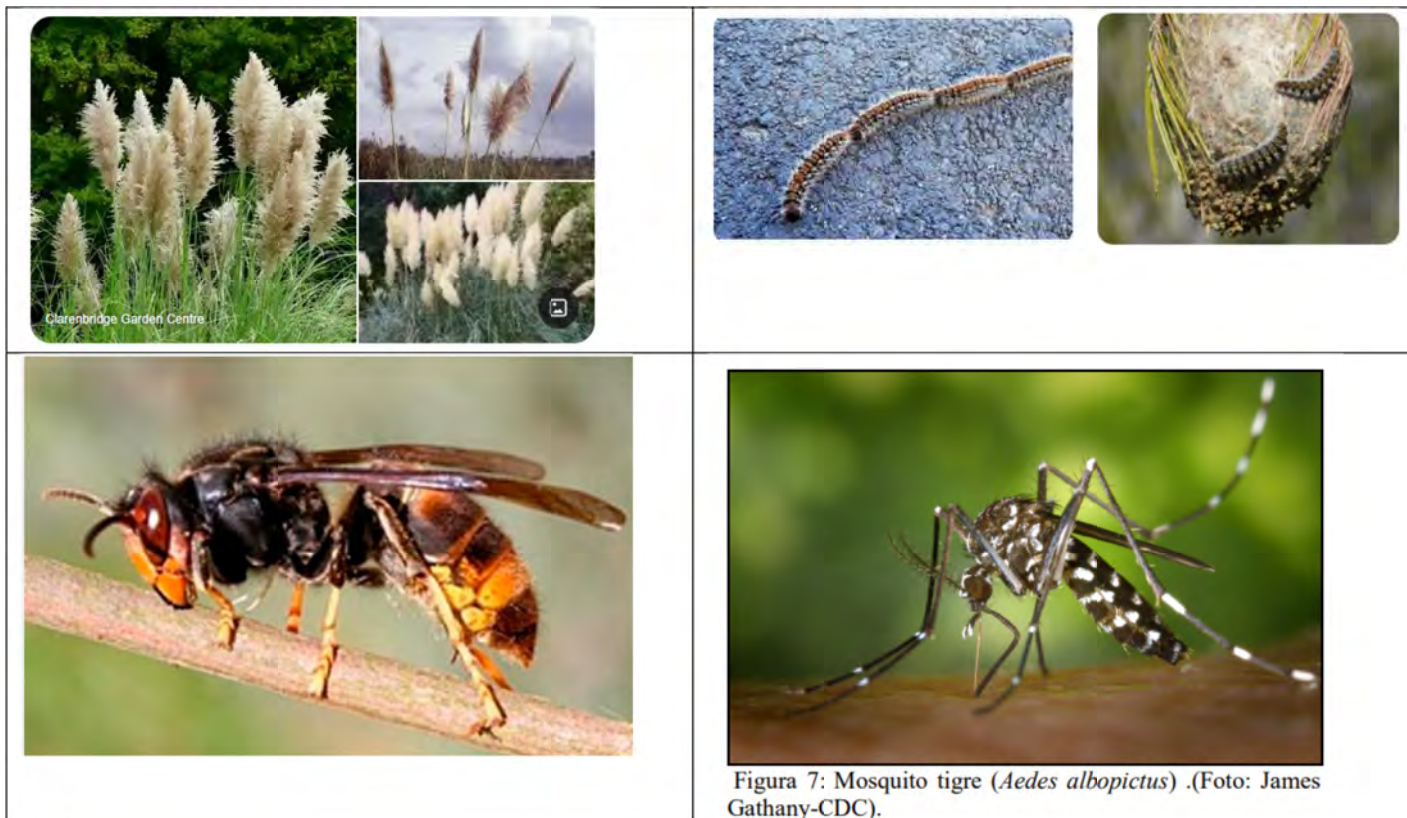 Clarenbridge Garden Centre
Figura 7: Mosquito tigre (Aedes albopictus) .(Foto: James
Gathany-CDC).